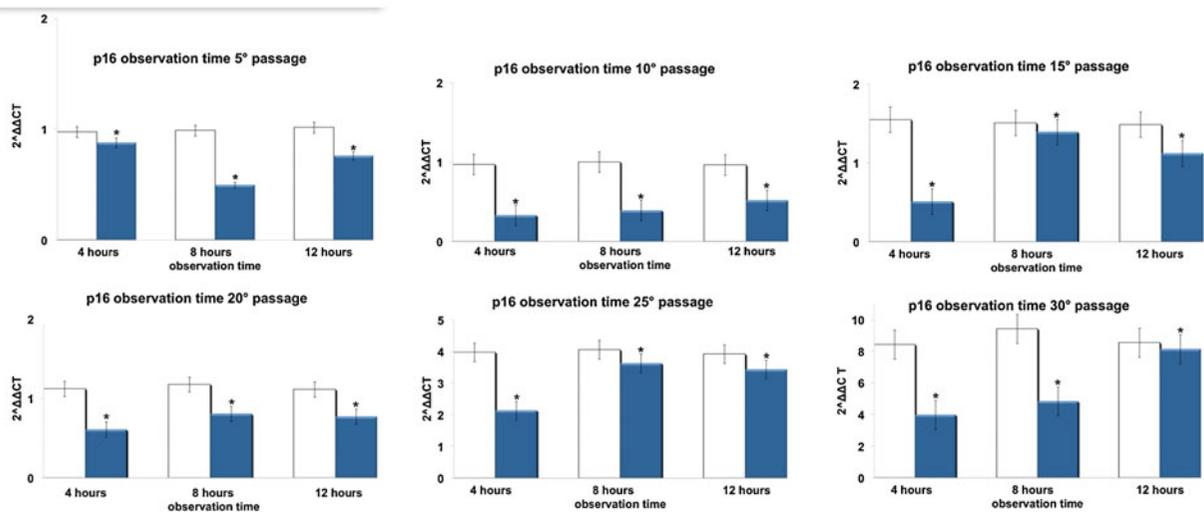 p16 observation time 5° passage
2^ΔΔCT
2
1
0
*
*
*
4 hours
8 hours
12 hours
observation time
p16 observation time 10° passage
2^ΔΔCT
2
1
0
*
*
*
4 hours
8 hours
12 hours
observation time
p16 observation time 15° passage
2^ΔΔCT
2
1
0
*
*
*
4 hours
8 hours
12 hours
observation time
p16 observation time 20° passage
2^ΔΔCT
2
1
0
*
*
*
4 hours
8 hours
12 hours
observation time
p16 observation time 25° passage
2^ΔΔCT
5
4
3
2
1
0
*
*
*
4 hours
8 hours
12 hours
observation time
p16 observation time 30° passage
2^ΔΔC T
10
8
6
4
2
0
*
*
*
4 hours
8 hours
12 hours
observation time